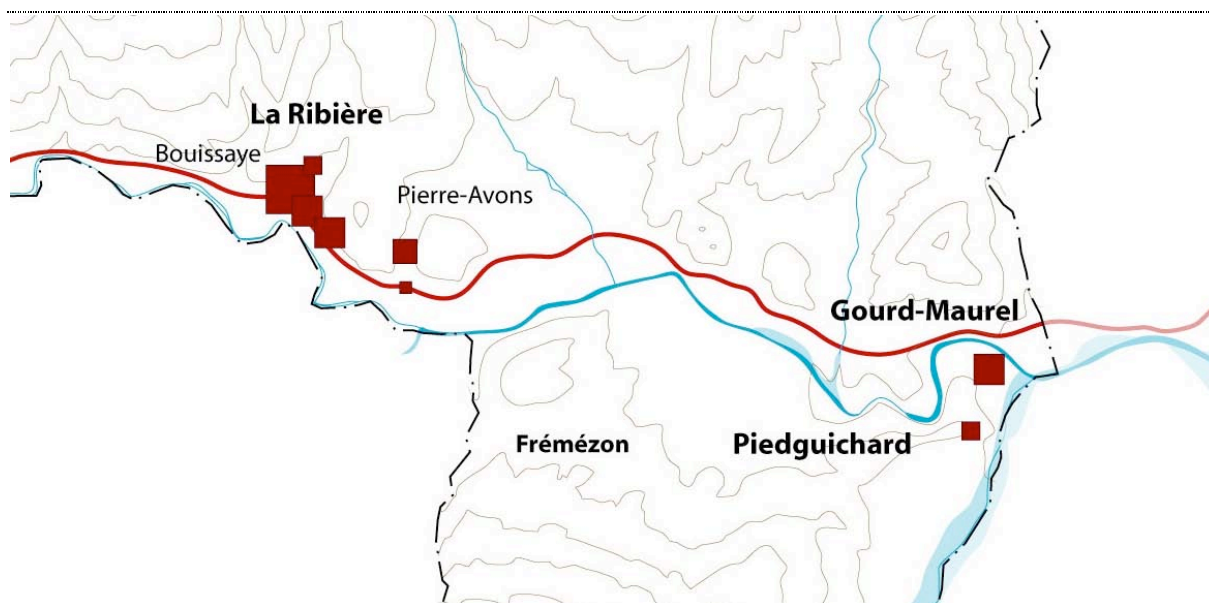 La Ribière
Bouissaye
Pierre-Avons
Gourd-Maurel
Frémézon
Piedguichard